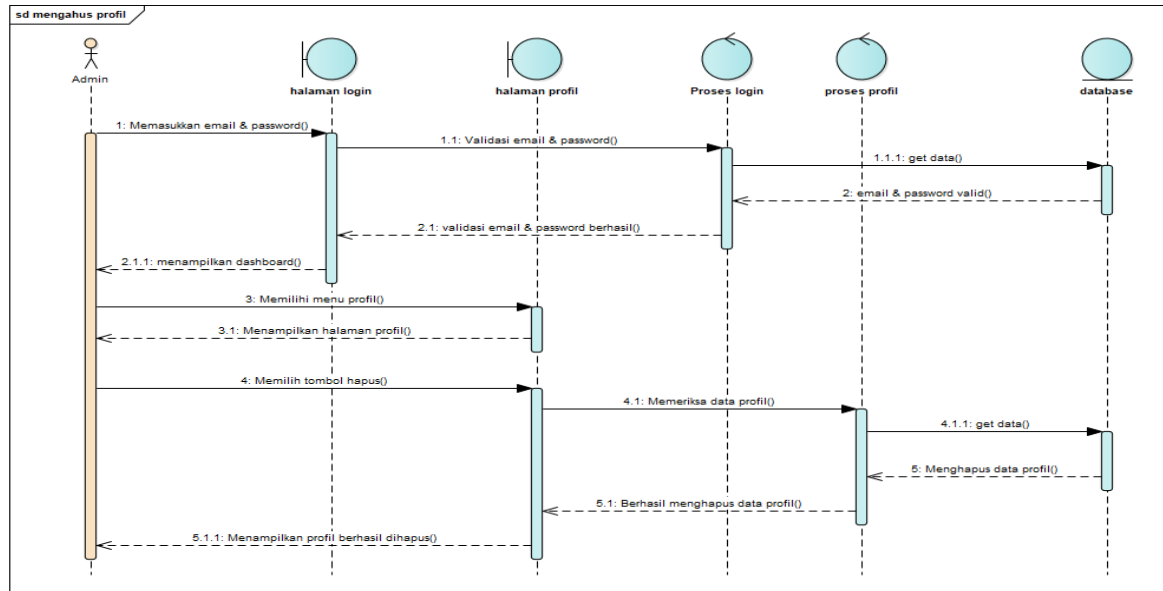 sd mengahus profil
Admin
halaman login
halaman profil
Proses login
proses profil
database
1: Memasukkan email & password()
1.1: Validasi email & password()
1.1.1: get data()
2: email & password valid()
2.1: validasi email & password berhasil()
2.1.1: menampilkan dashboard()
3: Memilihi menu profil()
3.1: Menampilkan halaman profil()
4: Memilih tombol hapus()
4.1: Memeriksa data profil()
4.1.1: get data()
5: Menghapus data profil()
5.1: Berhasil menghapus data profil()
5.1.1: Menampilkan profil berhasil dihapus()